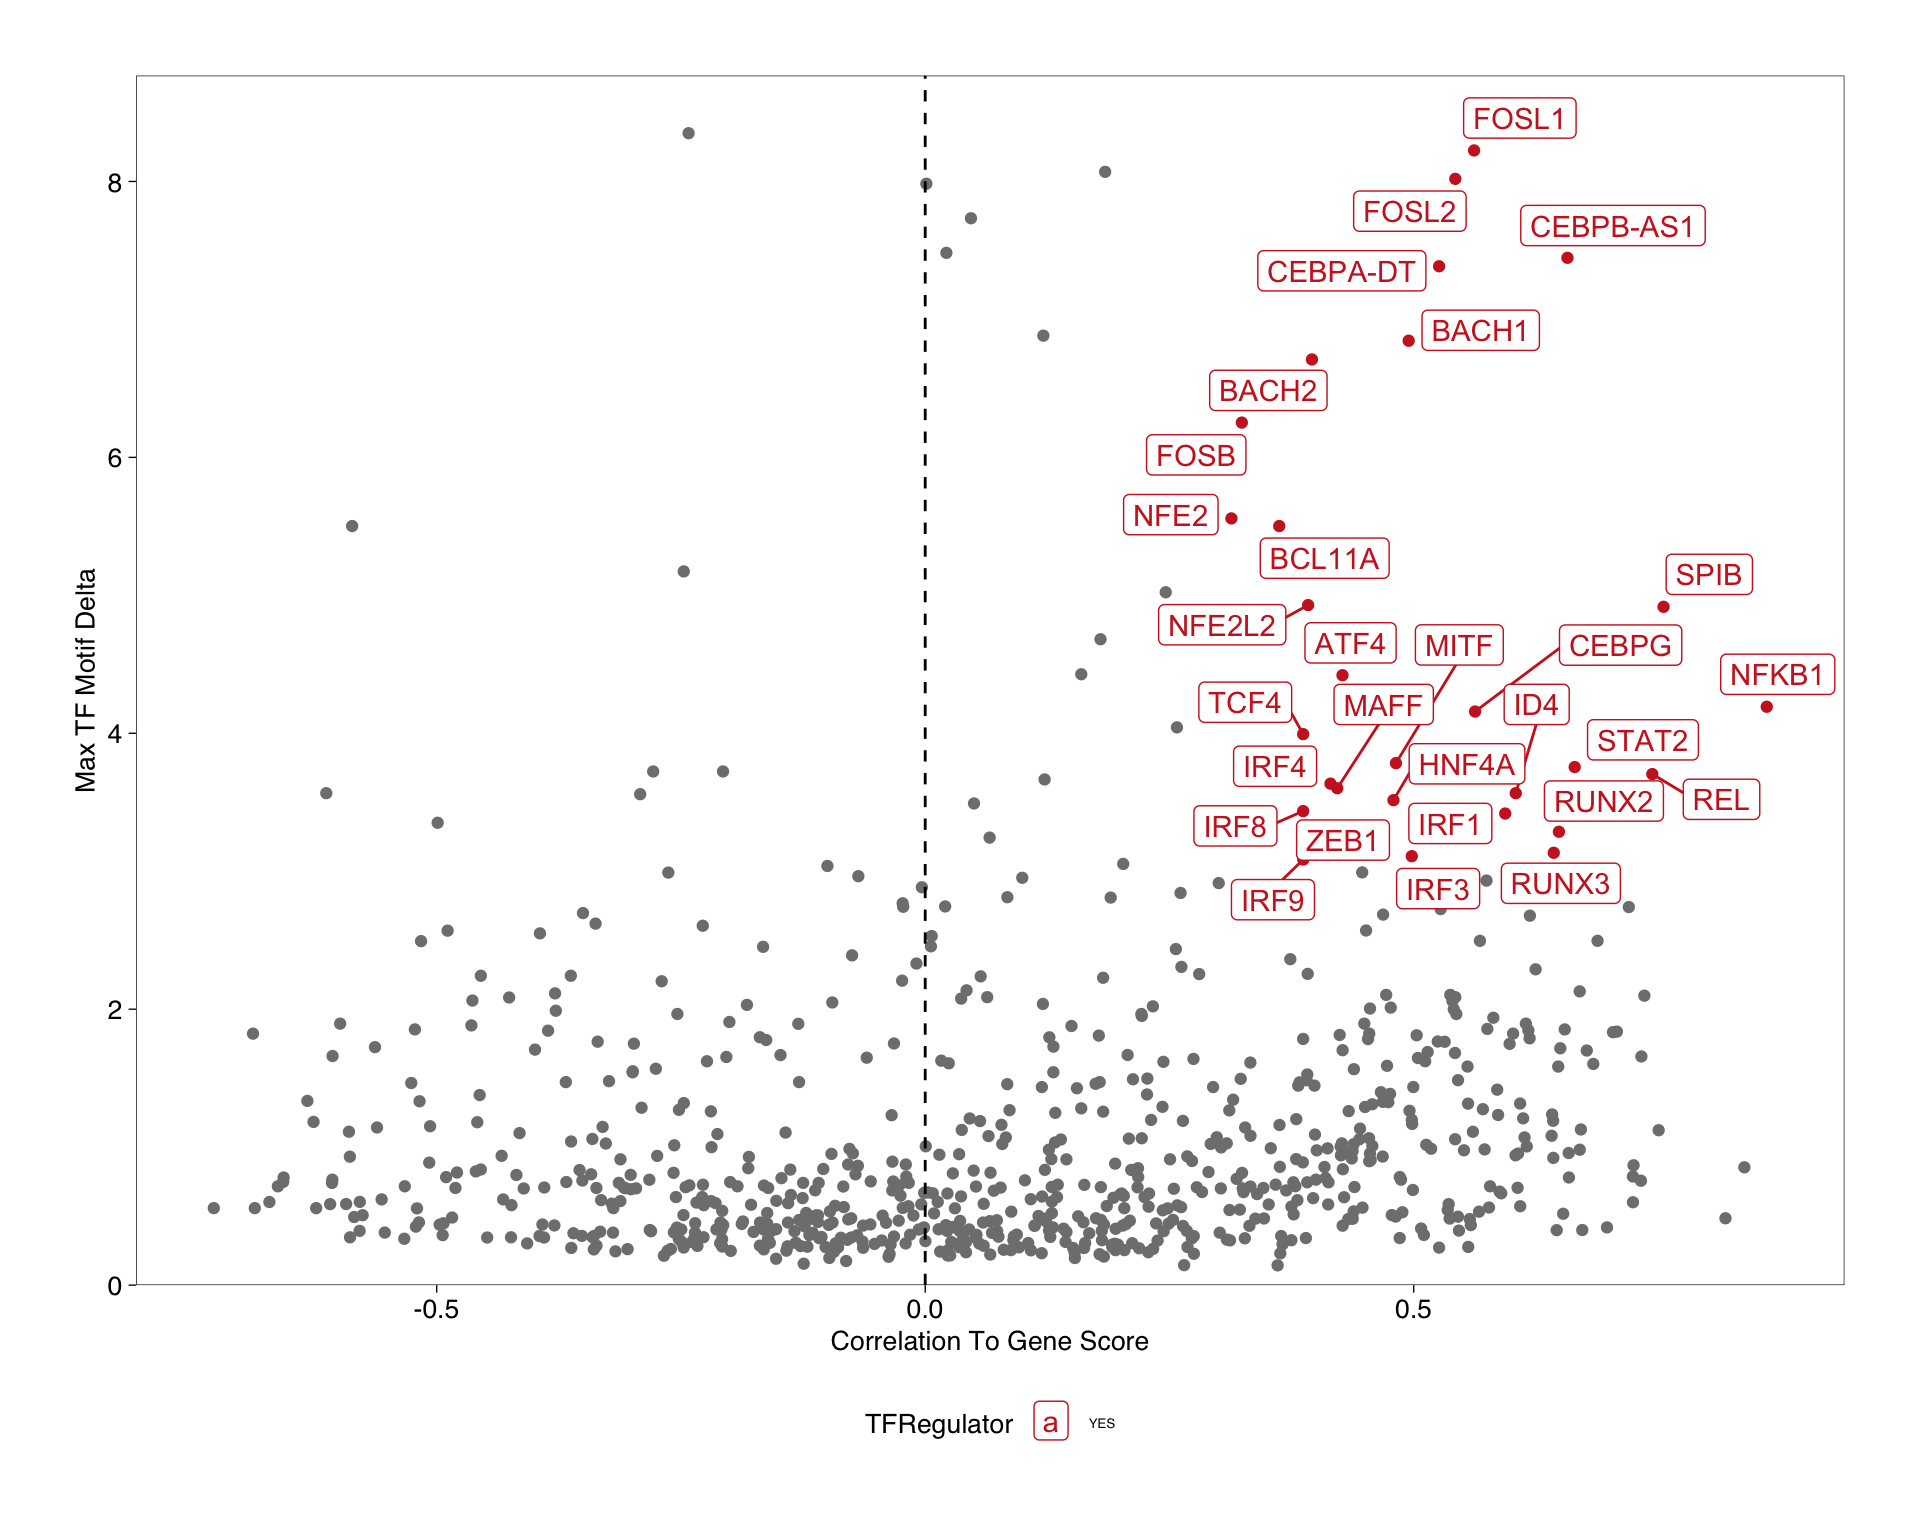 FOSL1
FOSL2
CEBPB-AS1
CEBPA-DT
BACH1
BACH2
FOSB
NFE2
BCL11A
SPIB
NFE2L2
ATF4
MITF
CEBPG
NFKB1
TCF4
MAFF
ID4
STAT2
IRF4
HNF4A
RUNX2
REL
IRF8
ZEB1
IRF1
IRF9
IRF3
RUNX3
8
6
4
2
0
Max TF Motif Delta
-0.5 0.0 0.5
Correlation To Gene Score
TFRegulator a YES